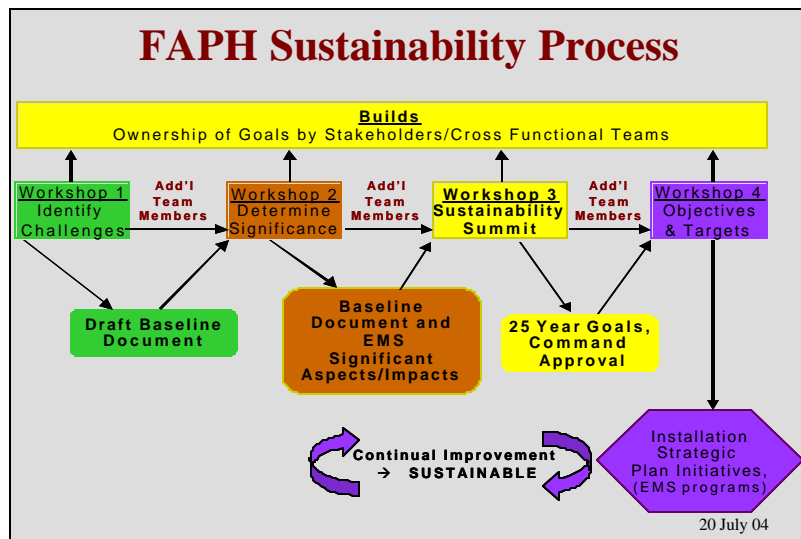 FAPH Sustainability Process
Builds
Ownership of Goals by Stakeholders/Cross Functional Teams
Workshop 1
Identify
Challenges
Add'l
Team
Members
Workshop 2
Determine
Significance
Add'l
Team
Members
Workshop 3
Sustainability
Summit
Add'l
Team
Members
Workshop 4
Objectives
& Targets
Draft Baseline
Document
Baseline
Document and
EMS
Significant
Aspects/Impacts
25 Year Goals,
Command
Approval
Continual Improvement
→ SUSTAINABLE
Installation
Strategic
Plan Initiatives,
(EMS programs)
20 July 04